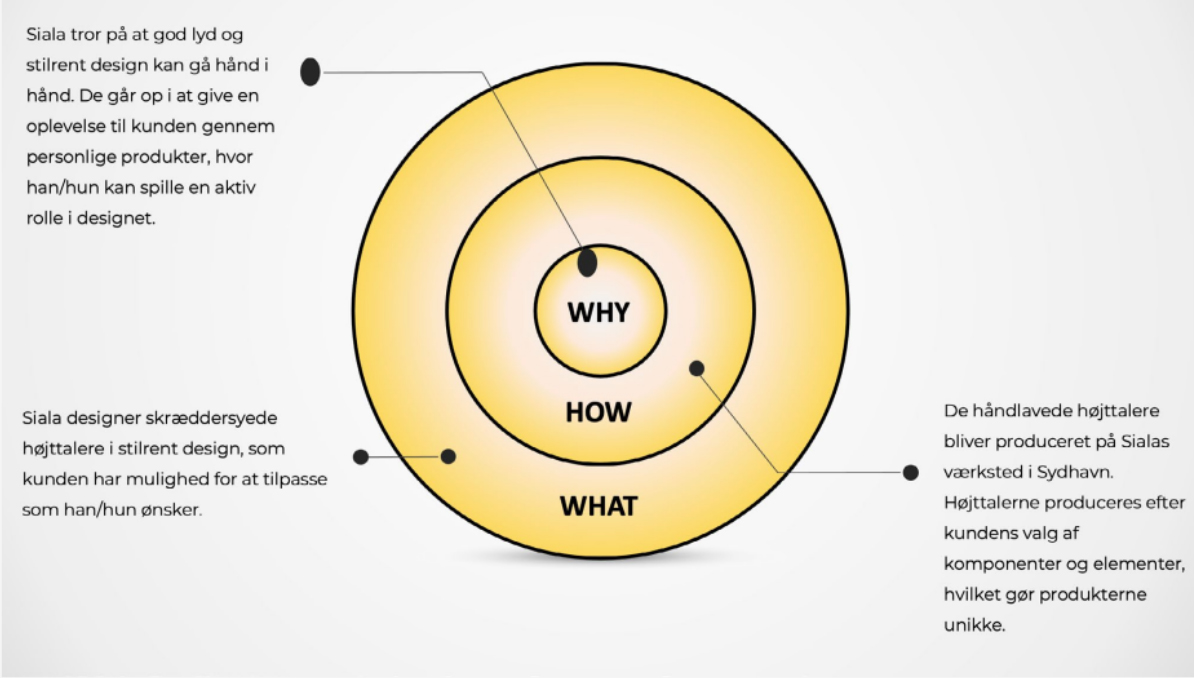 Siala tror på at god lyd og
stilrent design kan gå hånd i
hånd. De går op i at give en
oplevelse til kunden gennem
personlige produkter, hvor
han/hun kan spille en aktiv
rolle i designet.
WHY
HOW
WHAT
Siala designer skræddersyede
højttalere i stilrent design, som
kunden har mulighed for at tilpasse
som han/hun ønsker.
De håndlavede højttalere
bliver produceret på Sialas
værksted i Sydhavn.
Højttalerne produceres efter
kundens valg af
komponenter og elementer,
hvilket gør produkterne
unikke.